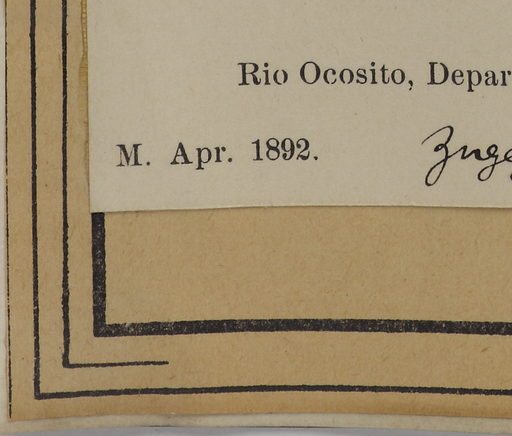 Rio Ocosito, Depar
M. Apr. 1892.